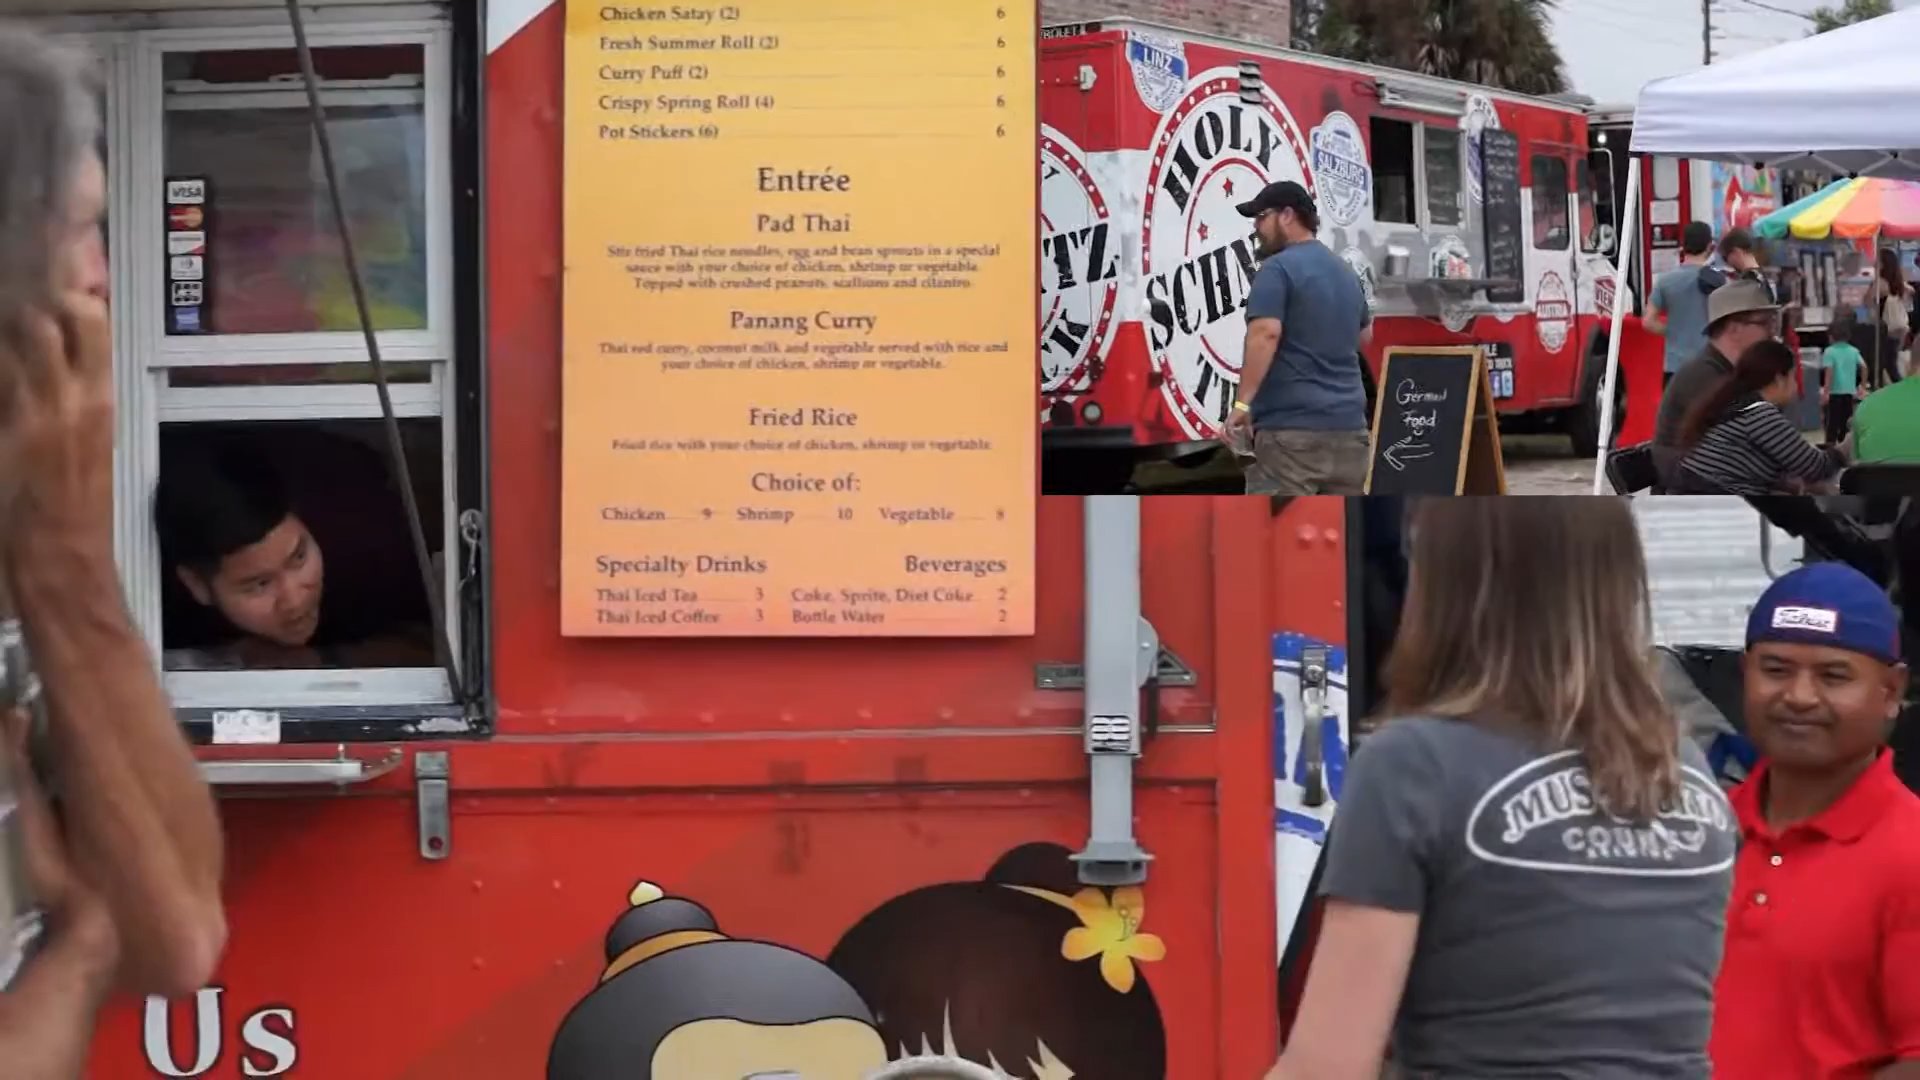 Chicken Satay (2) 6
Fresh Summer Roll (2) 6
Curry Puff (2) 6
Crispy Spring Roll (4) 6
Pot Stickers (6) 6
Entrée
Pad Thai
Stir fried Thai rice noodles, egg and bean sprouts in a special
sauce with your choice of chicken, shrimp or vegetable.
Topped with crushed peanuts, scallions and cilantro.
Panang Curry
Thai red curry, coconut milk and vegetable served with rice and
your choice of chicken, shrimp or vegetable.
Fried Rice
Fried rice with your choice of chicken, shrimp or vegetable.
Choice of:
Chicken 9 Shrimp 10 Vegetable 8
Specialty Drinks
Thai Iced Tea 3
Thai Iced Coffee 3
Beverages
Coke, Sprite, Diet Coke 2
Bottle Water 2
VISA
PICK UP
Us
LINZ
HOLY
SCHN
SALZBURG
AUSTRIA
TZ
CK
German
Food
Titleist
COUNTY